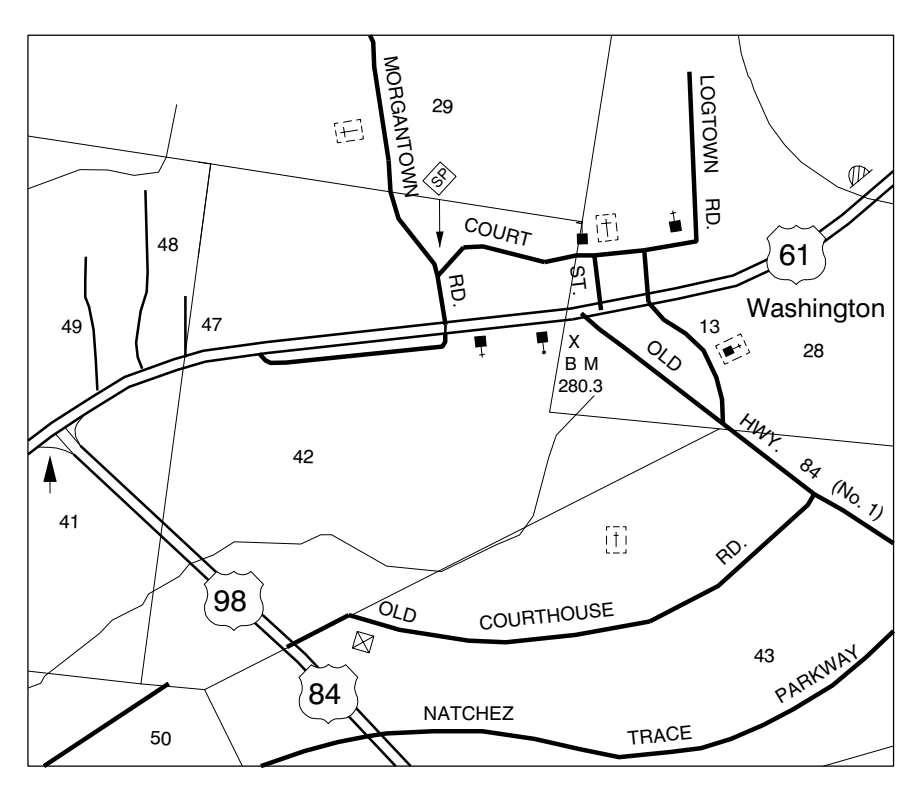 MORGANTOWN
29
LOGTOWN
SP
48
COURT
RD.
61
ST.
RD.
Washington
49
47
13
X
OLD
28
B M
280.3
HWY.
42
84
(No. 1)
41
RD.
98
OLD
COURTHOUSE
43
PARKWAY
84
NATCHEZ
50
TRACE